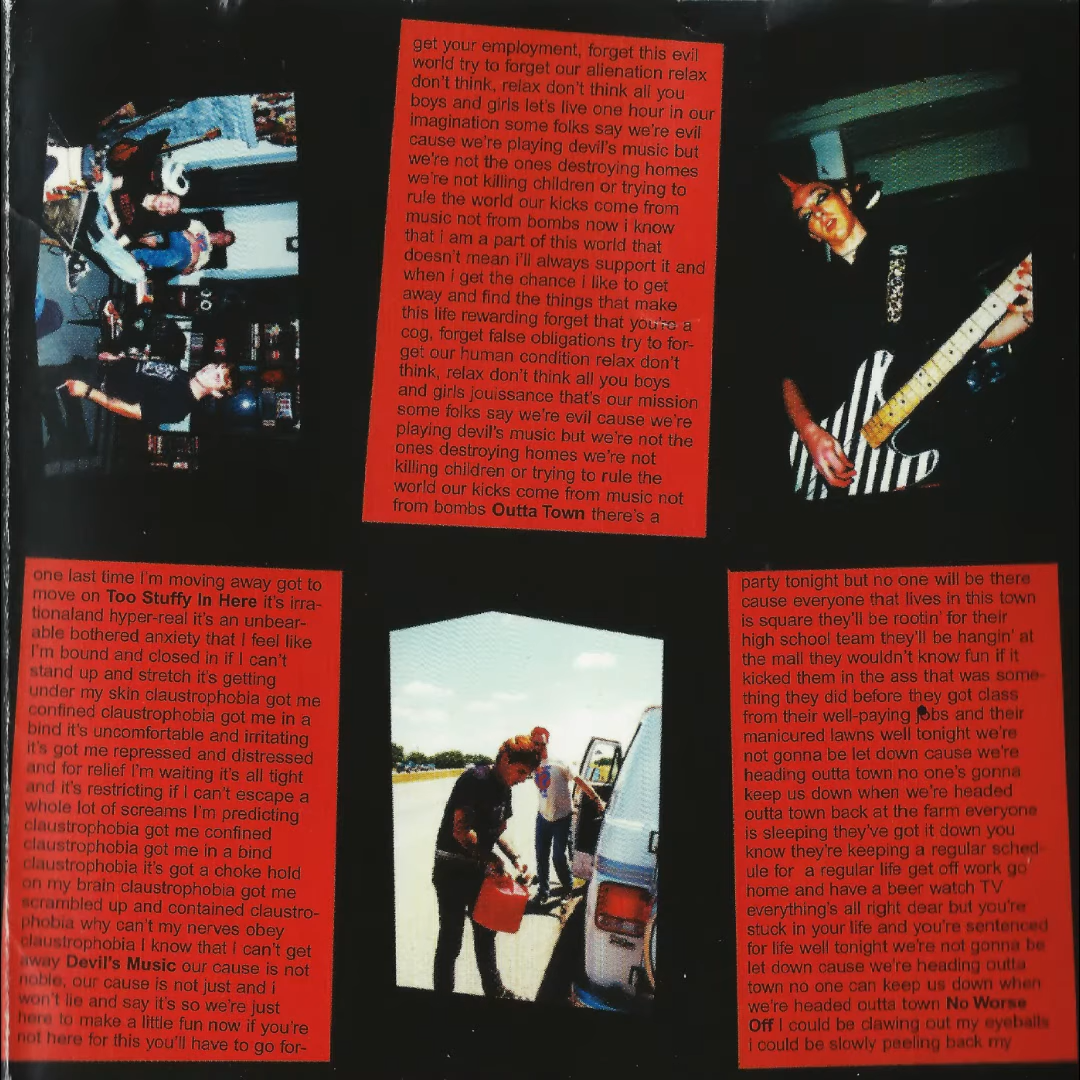 one last time I'm moving away got to
move on Too Stuffy In Here it's irra-
tionaland hyper-real it's an unbear-
able bothered anxiety that I feel like
I'm bound and closed in if I can't
stand up and stretch it's getting
under my skin claustrophobia got me
confined claustrophobia got me in a
bind it's uncomfortable and irritating
it's got me repressed and distressed
and for relief I'm waiting it's all tight
and it's restricting if I can't escape a
whole lot of screams I'm predicting
claustrophobia got me confined
claustrophobia got me in a bind
claustrophobia it's got a choke hold
on my brain claustrophobia got me
scrambled up and contained claustro-
phobia why can't my nerves obey
claustrophobia I know that i can't get
away Devil's Music our cause is not
noble, our cause is not just and i
won't lie and say it's so we're just
here to make a little fun now if you're
not here for this you'll have to go for-
get your employment, forget this evil
world try to forget our alienation relax
don't think, relax don't think all you
boys and girls let's live one hour in our
imagination some folks say we're evil
cause we're playing devil's music but
we're not the ones destroying homes
we're not killing children or trying to
rule the world our kicks come from
music not from bombs now i know
that i am a part of this world that
doesn't mean i'll always support it and
when i get the chance i like to get
away and find the things that make
this life rewarding forget that you're a
cog, forget false obligations try to for-
get our human condition relax don't
think, relax don't think all you boys
and girls jouissance that's our mission
some folks say we're evil cause we're
playing devil's music but we're not the
ones destroying homes we're not
killing children or trying to rule the
world our kicks come from music not
from bombs Outta Town there's a
party tonight but no one will be there
cause everyone that lives in this town
is square they'll be rootin' for their
high school team they'll be hangin' at
the mall they wouldn't know fun if it
kicked them in the ass that was some-
thing they did before they got class
from their well-paying jobs and their
manicured lawns well tonight we're
not gonna be let down cause we're
heading outta town no one's gonna
keep us down when we're headed
outta town back at the farm everyone
is sleeping they've got it down you
know they're keeping a regular sched-
ule for a regular life get off work go
home and have a beer watch TV
everything's all right dear but you're
stuck in your life and you're sentenced
for life well tonight we're not gonna be
let down cause we're heading outta
town no one can keep us down when
we're headed outta town No Worse
Off I could be clawing out my eyeballs
i could be slowly peeling back my